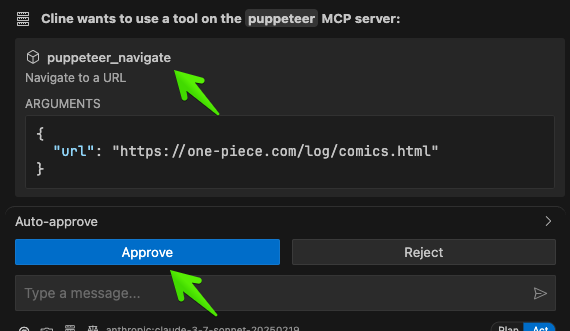 Cline wants to use a tool on the puppeteer MCP server:
puppeteer_navigate
Navigate to a URL
ARGUMENTS
{
"url": "https://one-piece.com/log/comics.html"
}
Auto-approve
Approve
Reject
Type a message...
anthropic:claude-3-7-sonnet-20250219
Plan
Act